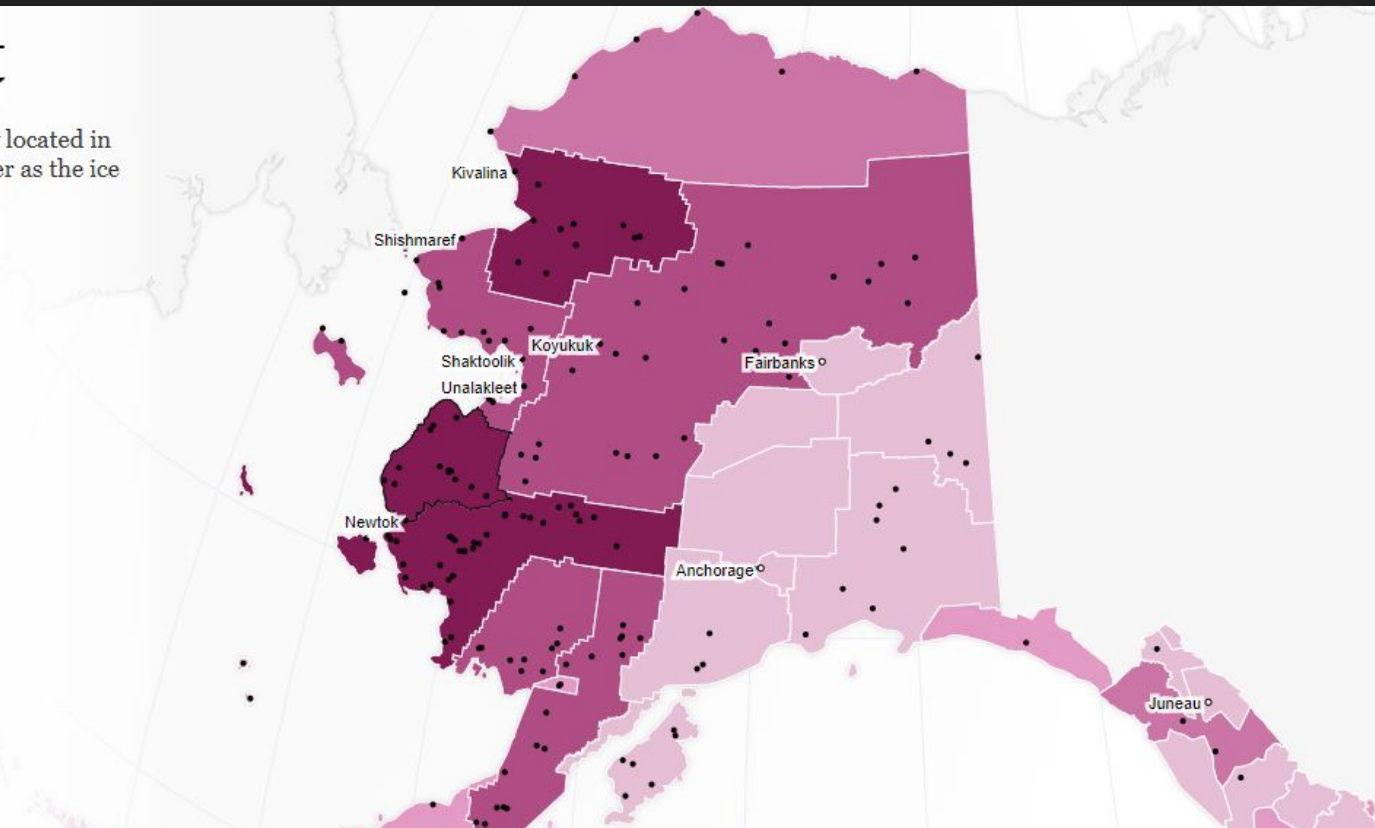 located in
er as the ice
Kivalina
Shishmaref
Koyukuk
Shaktoolik
Fairbanks
Unalakleet
Newtok
Anchorage
Juneau